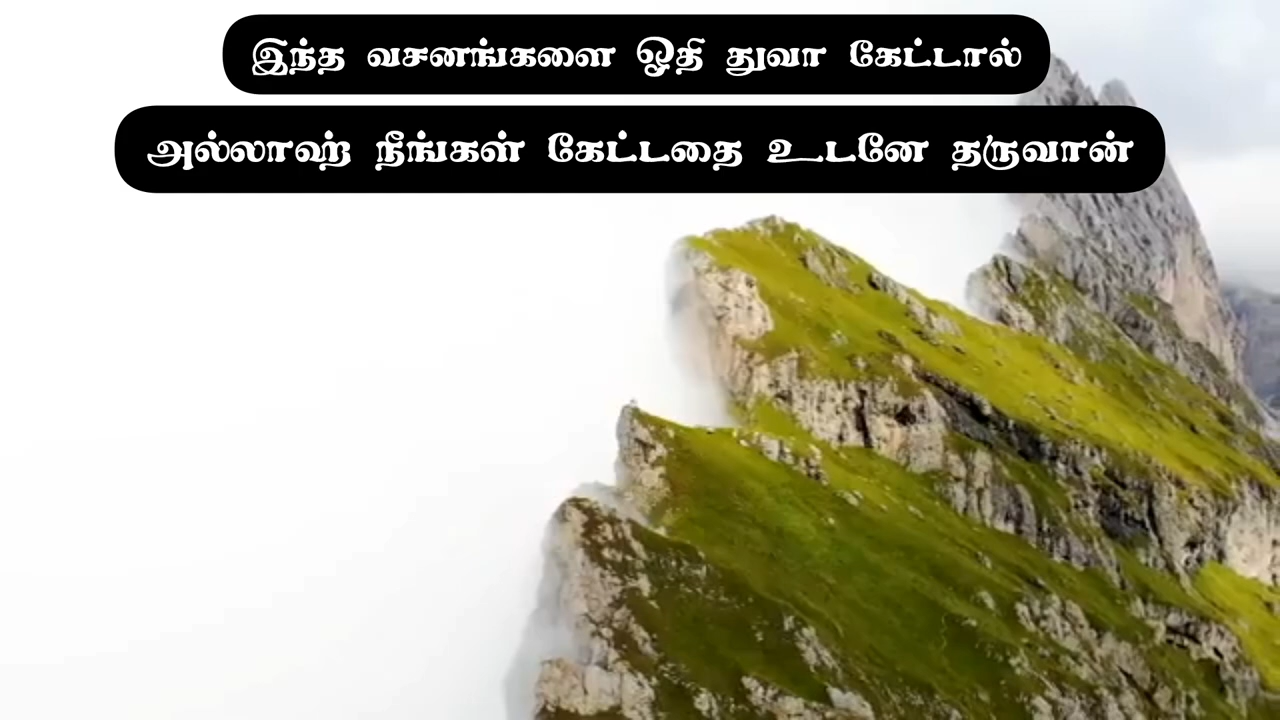 இந்த வசனங்களை ஓதி துவா கேட்டால்
அல்லாஹ் நீங்கள் கேட்டதை உடனே தருவான்